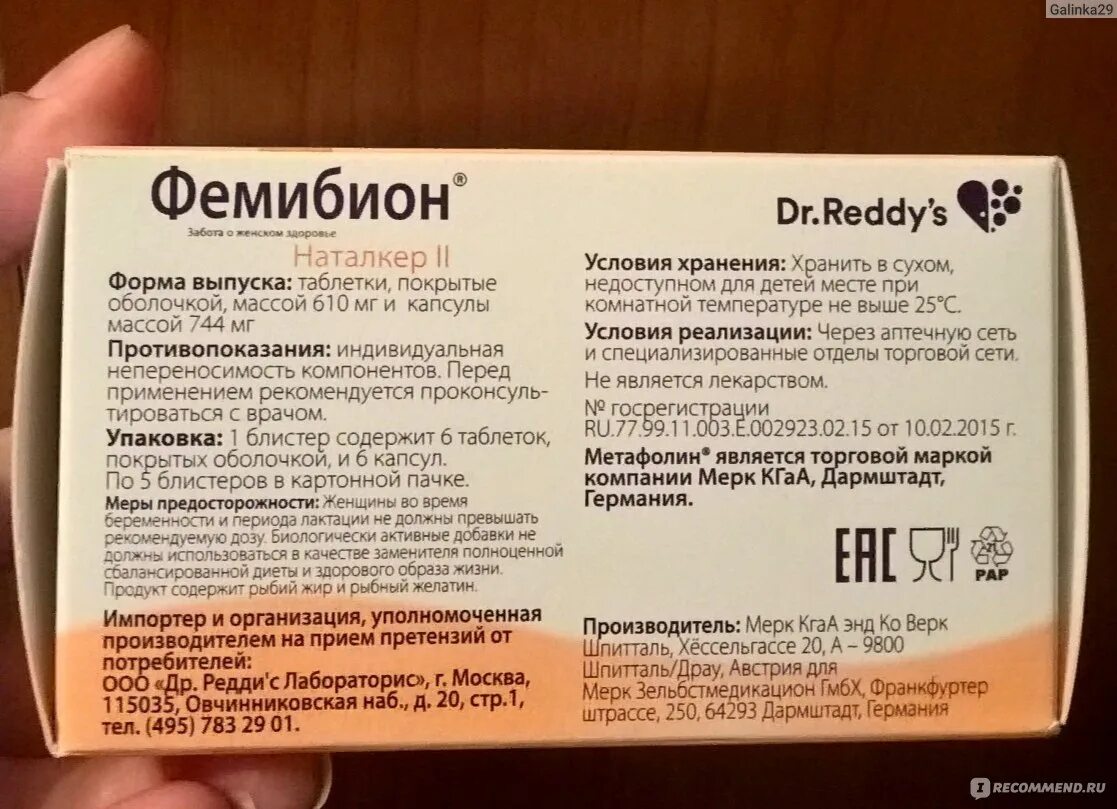 Galinka29
Фемибион®
Забота о женском здоровье
Наталкер II
Форма выпуска: таблетки, покрытые
оболочкой, массой 610 мг и капсулы
массой 744 мг
Противопоказания: индивидуальная
непереносимость компонентов. Перед
применением рекомендуется проконсуль-
тироваться с врачом.
Упаковка: 1 блистер содержит 6 таблеток,
покрытых оболочкой, и 6 капсул.
По 5 блистеров в картонной пачке.
Меры предосторожности: Женщины во время
беременности и периода лактации не должны превышать
рекомендуемую дозу. Биологически активные добавки не
должны использоваться в качестве заменителя полноценной
сбалансированной диеты и здорового образа жизни.
Продукт содержит рыбий жир и рыбный желатин.
Импортер и организация, уполномоченная
производителем на прием претензий от
потребителей:
ООО «Др. Редди'с Лабораторис», г. Москва,
115035, Овчинниковская наб., д. 20, стр.1,
тел. (495) 783 29 01.
Dr.Reddy's
Условия хранения: Хранить в сухом,
недоступном для детей месте при
комнатной температуре не выше 25°C.
Условия реализации: Через аптечную сеть
и специализированные отделы торговой сети.
Не является лекарством.
№ госрегистрации
RU.77.99.11.003.E.002923.02.15 от 10.02.2015 г.
Метафолин® является торговой маркой
компании Мерк КГаА, Дармштадт,
Германия.
EAC
21
PAP
Производитель: Мерк КгаА энд Ко Верк
Шпитталь, Хёссельгассе 20, А – 9800
Шпитталь/Драу, Австрия для
Мерк Зельбстмедикацион ГмбХ, Франкфуртер
штрассе, 250, 64293 Дармштадт, Германия
IRECOMMEND.RU